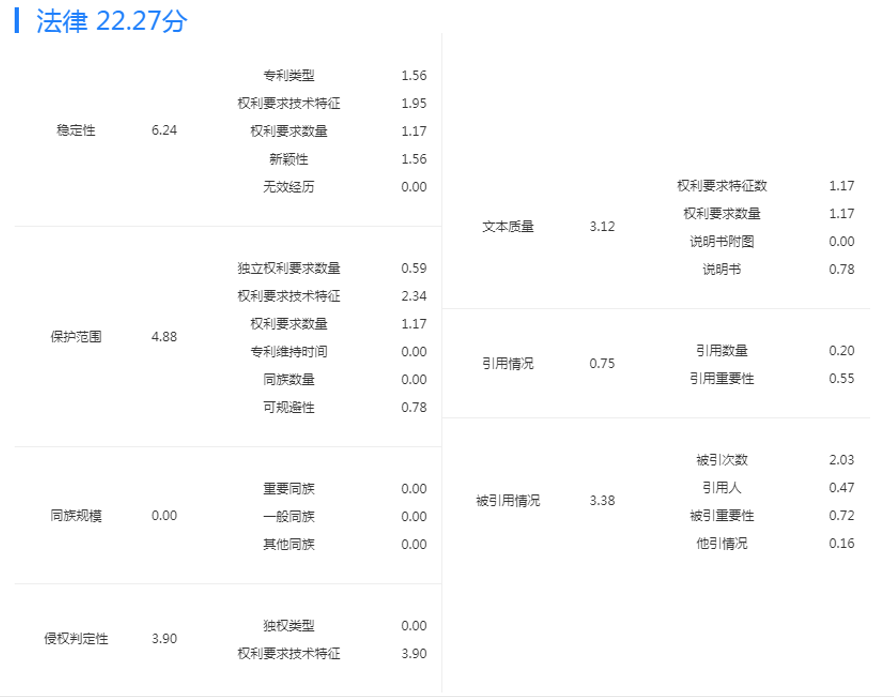 法律 22.27分
专利类型 1.56
权利要求技术特征 1.95
稳定性 6.24 权利要求数量 1.17
新颖性 1.56
无效经历 0.00
独立权利要求数量 0.59
权利要求技术特征 2.34
权利要求数量 1.17
保护范围 4.88
专利维持时间 0.00
同族数量 0.00
可规避性 0.78
重要同族 0.00
同族规模 0.00 一般同族 0.00
其他同族 0.00
独权类型 0.00
侵权判定性 3.90
权利要求技术特征 3.90
权利要求特征数 1.17
权利要求数量 1.17
文本质量 3.12
说明书附图 0.00
说明书 0.78
引用数量 0.20
引用情况 0.75
引用重要性 0.55
被引次数 2.03
引用人 0.47
被引用情况 3.38
被引重要性 0.72
他引情况 0.16